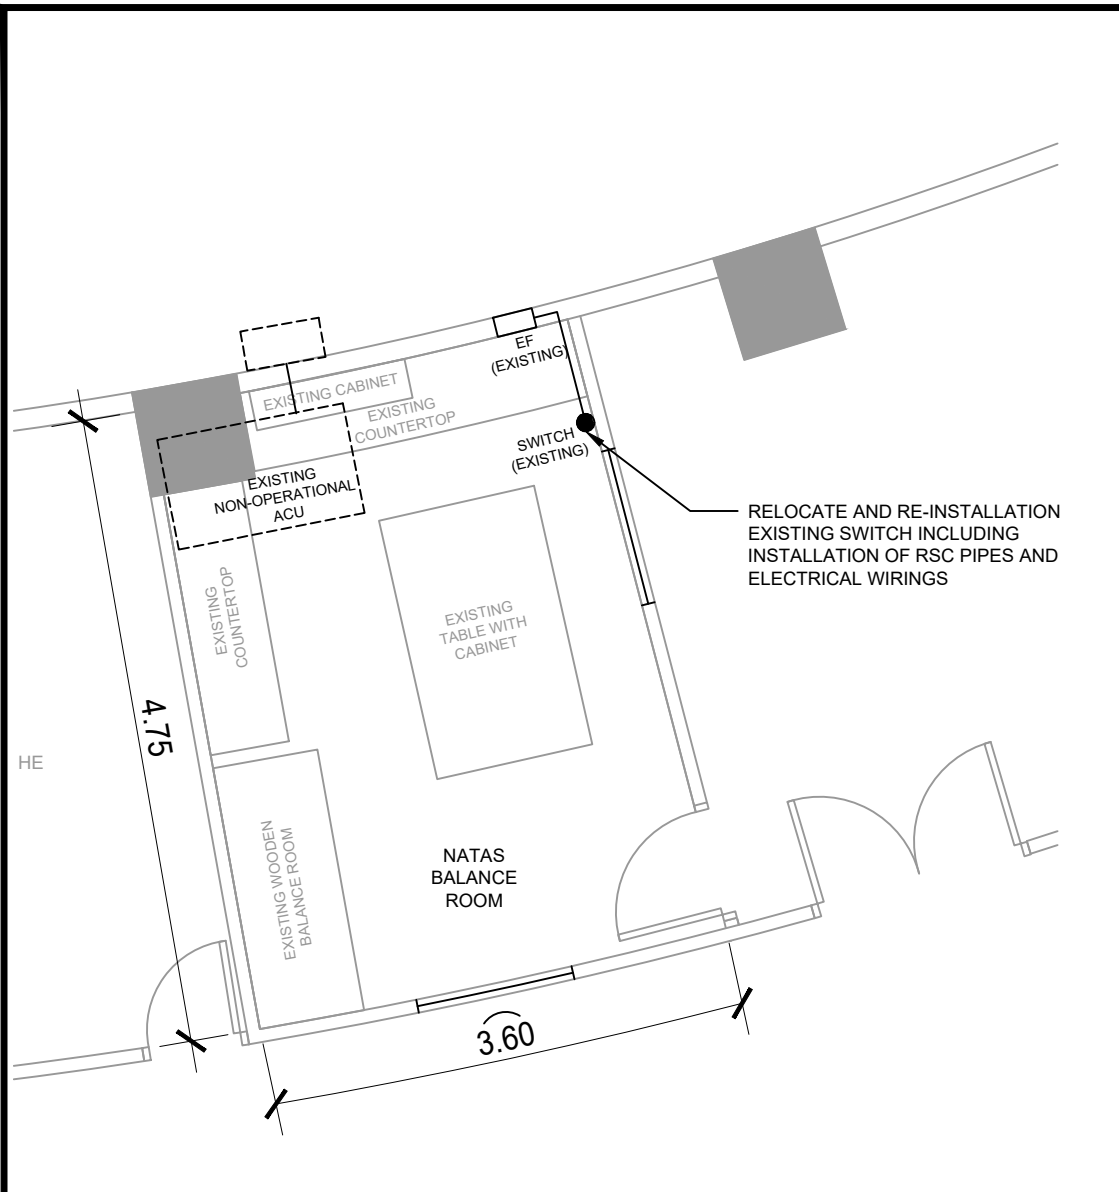 EF
(EXISTING)
EXISTING CABINET
EXISTING
COUNTERTOP
SWITCH
(EXISTING)
EXISTING
NON-OPERATIONAL
ACU
RELOCATE AND RE-INSTALLATION
EXISTING SWITCH INCLUDING
INSTALLATION OF RSC PIPES AND
ELECTRICAL WIRINGS
EXISTING
COUNTERTOP
EXISTING
TABLE WITH
CABINET
4.75
HE
EXISTING WOODEN
BALANCE ROOM
NATAS
BALANCE
ROOM
3.60